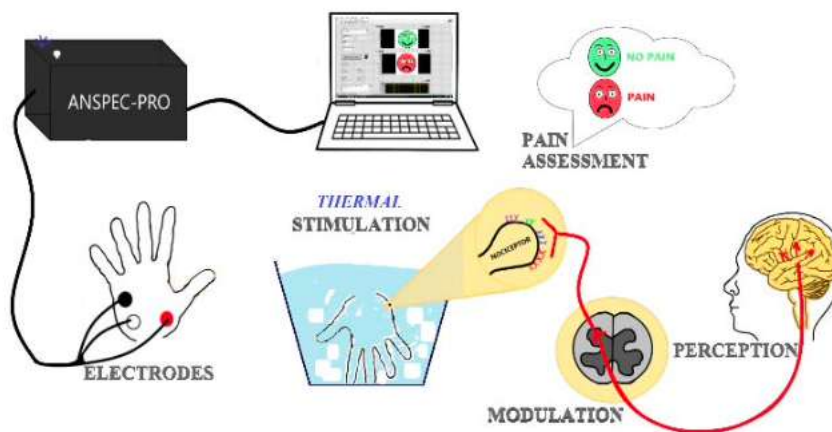 ANSPEC-PRO
NO PAIN
PAIN
PAIN
ASSESSMENT
THERMAL
STIMULATION
NOCICEPTOR
ELECTRODES
PERCEPTION
MODULATION